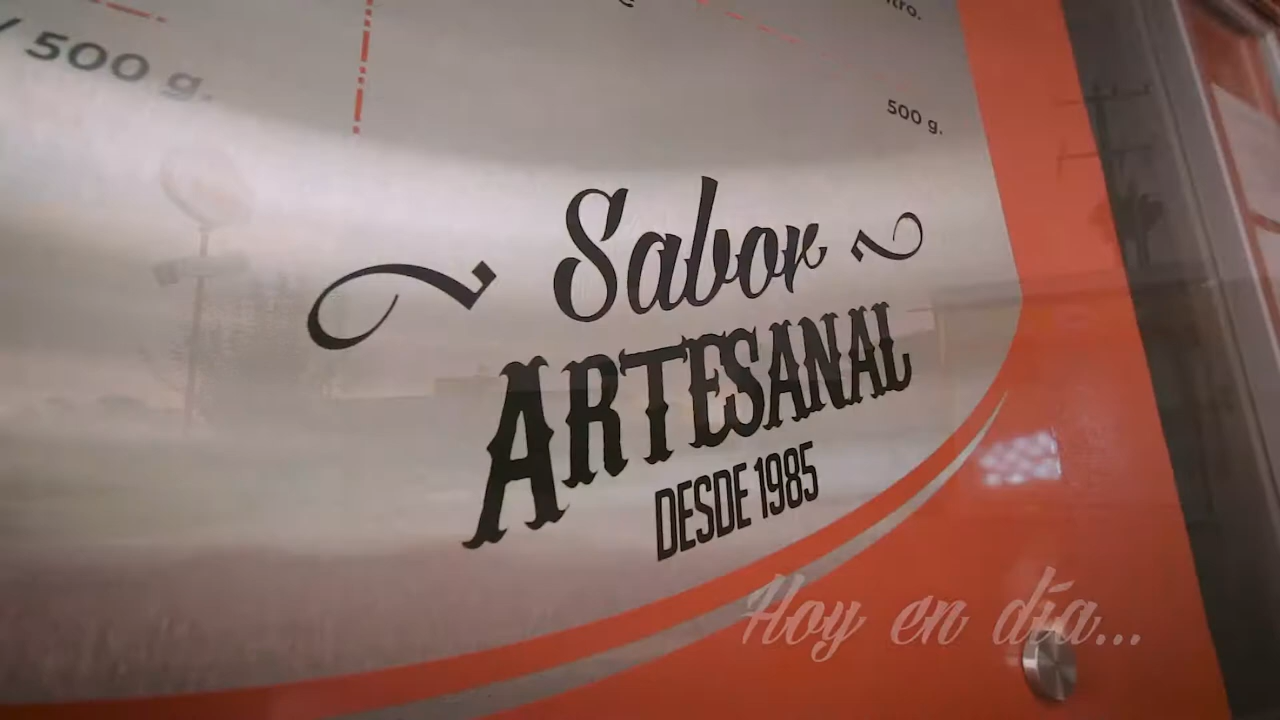 500 g.
500 g.
Sabor
ARTESANAL
DESDE 1985
Hoy en día...